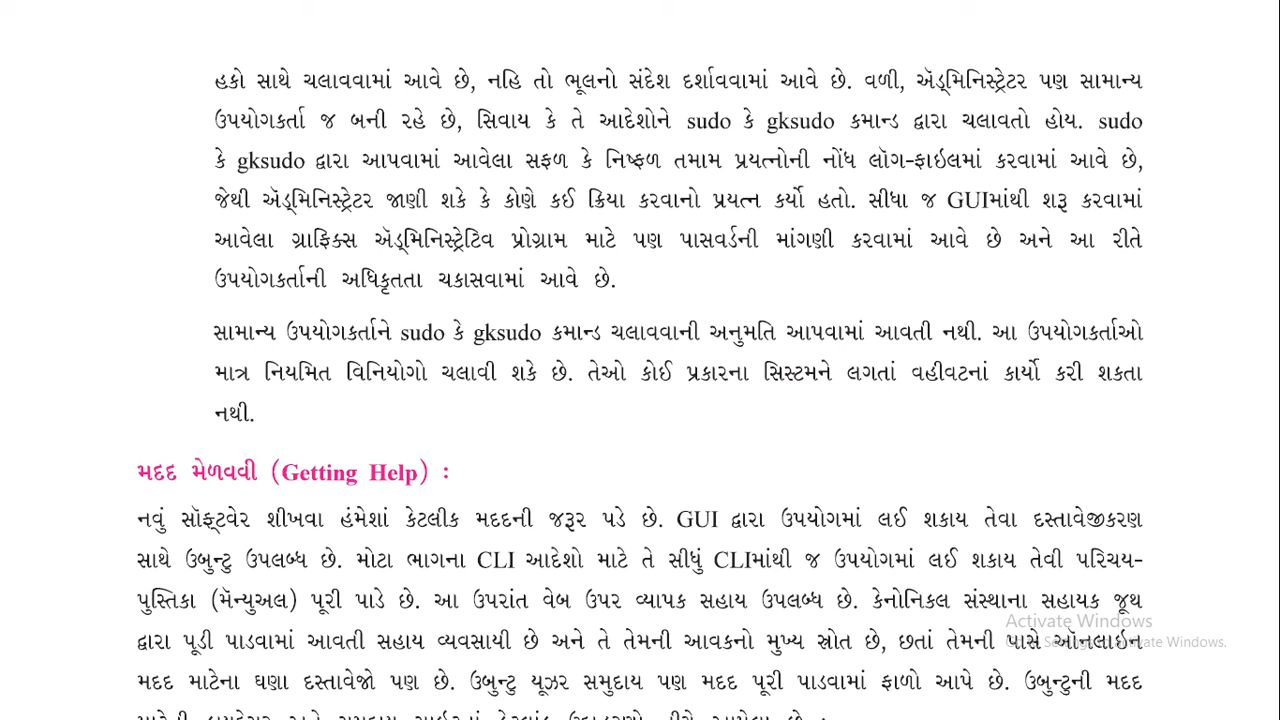 હકો સાથે ચલાવવામાં આવે છે, નહિ તો ભૂલનો સંદેશ દર્શાવવામાં આવે છે. વળી, ઍડ્મિનિસ્ટ્રેટર પણ સામાન્ય
ઉપયોગકર્તા જ બની રહે છે, સિવાય કે તે આદેશોને sudo કે gksudo કમાન્ડ દ્વારા ચલાવતો હોય. sudo
કે gksudo દ્વારા આપવામાં આવેલા સફળ કે નિષ્ફળ તમામ પ્રયત્નોની નોંધ લૉગ-ફાઇલમાં કરવામાં આવે છે,
જેથી ઍડ્મિનિસ્ટ્રેટર જાણી શકે કે કોણે કઈ ક્રિયા કરવાનો પ્રયત્ન કર્યો હતો. સીધા જ GUIમાંથી શરૂ કરવામાં
આવેલા ગ્રાફિક્સ ઍડ્મિનિસ્ટ્રેટિવ પ્રોગ્રામ માટે પણ પાસવર્ડની માંગણી કરવામાં આવે છે અને આ રીતે
ઉપયોગકર્તાની અધિકૃતતા ચકાસવામાં આવે છે.
સામાન્ય ઉપયોગકર્તાને sudo કે gksudo કમાન્ડ ચલાવવાની અનુમતિ આપવામાં આવતી નથી. આ ઉપયોગકર્તાઓ
માત્ર નિયમિત વિનિયોગો ચલાવી શકે છે. તેઓ કોઈ પ્રકારના સિસ્ટમને લગતાં વહીવટનાં કાર્યો કરી શકતા
નથી.
મદદ મેળવવી (Getting Help) :
નવું સૉફ્ટવેર શીખવા હંમેશાં કેટલીક મદદની જરૂર પડે છે. GUI દ્વારા ઉપયોગમાં લઈ શકાય તેવા દસ્તાવેજીકરણ
સાથે ઉબુન્ટુ ઉપલબ્ધ છે. મોટા ભાગના CLI આદેશો માટે તે સીધું CLIમાંથી જ ઉપયોગમાં લઈ શકાય તેવી પરિચય-
પુસ્તિકા (મૅન્યુઅલ) પૂરી પાડે છે. આ ઉપરાંત વેબ ઉપર વ્યાપક સહાય ઉપલબ્ધ છે. કેનોનિકલ સંસ્થાના સહાયક જૂથ
દ્વારા પૂડી પાડવામાં આવતી સહાય વ્યવસાયી છે અને તે તેમની આવકનો મુખ્ય સ્રોત છે, છતાં તેમની પાસે ઓનલાઇન
મદદ માટેના ઘણા દસ્તાવેજો પણ છે. ઉબુન્ટુ યૂઝર સમુદાય પણ મદદ પૂરી પાડવામાં ફાળો આપે છે. ઉબુન્ટુની મદદ
Activate Windows
Go to Settings to activate Windows.